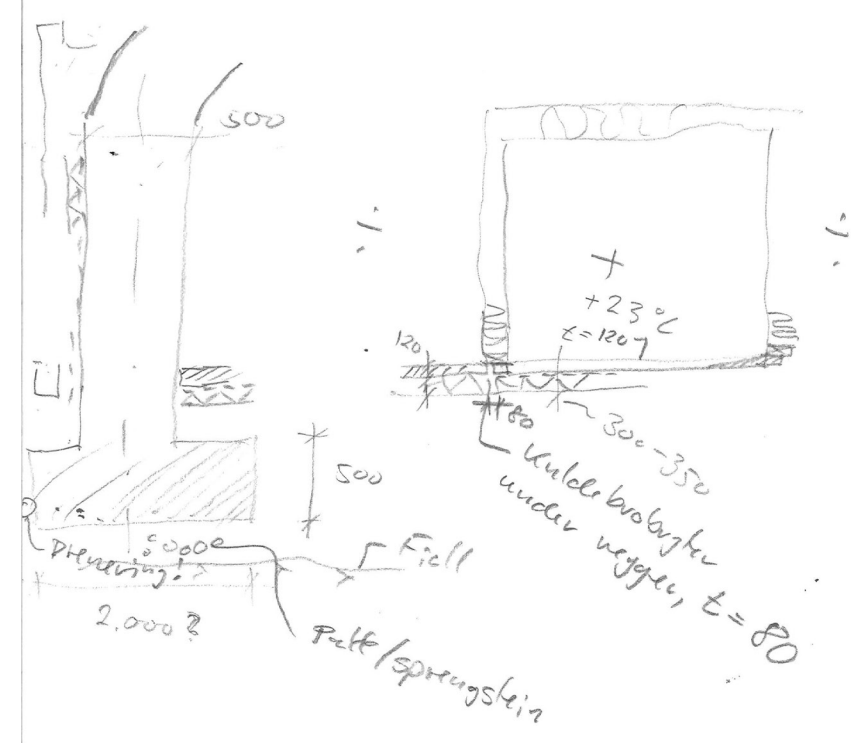 500
+23°C
120
t=120
80
~300-350
500
Kuldebrobryter
under veggen, t=80
Fjell
Drenering!
2.000?
Pukk/sprengstein